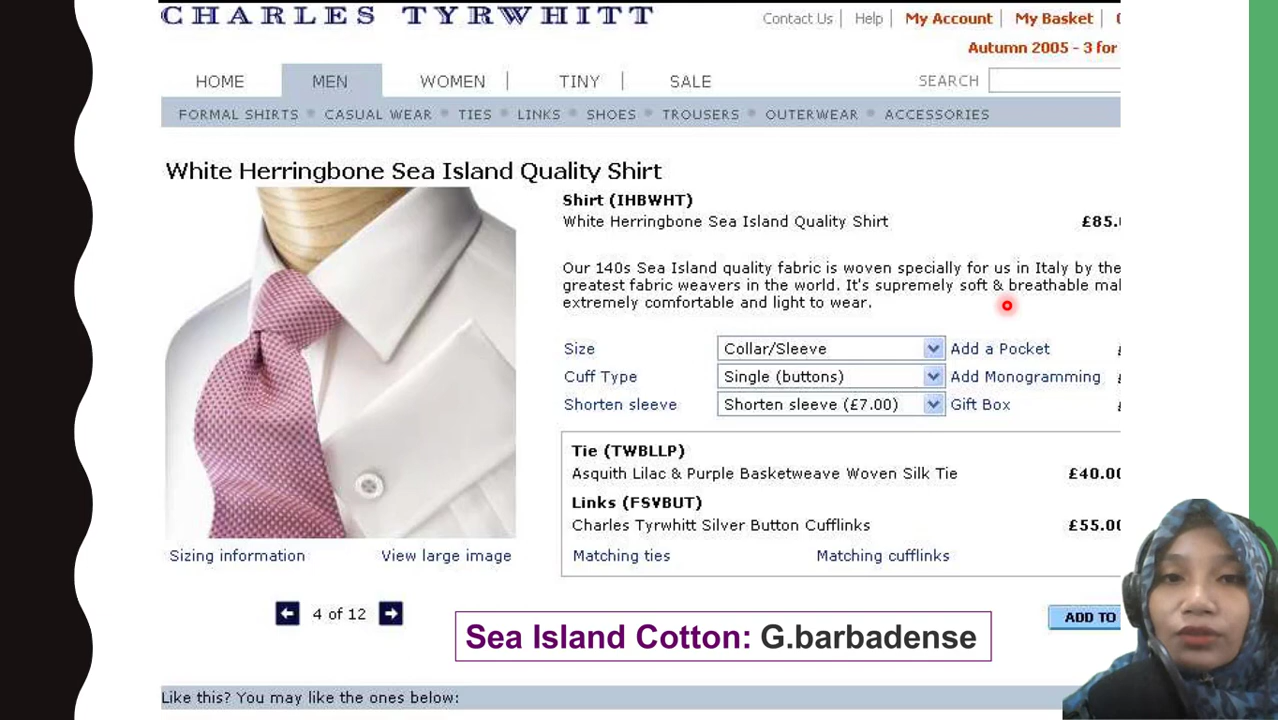 CHARLES TYRWHITT
Contact Us | Help | My Account | My Basket |
Autumn 2005 - 3 for
HOME MEN WOMEN | TINY | SALE
SEARCH
FORMAL SHIRTS CASUAL WEAR TIES LINKS SHOES TROUSERS OUTERWEAR ACCESSORIES
White Herringbone Sea Island Quality Shirt
Shirt (IHBWHT)
White Herringbone Sea Island Quality Shirt £85.
Our 140s Sea Island quality fabric is woven specially for us in Italy by the
greatest fabric weavers in the world. It's supremely soft & breathable
extremely comfortable and light to wear.
Size Collar/Sleeve Add a Pocket
Cuff Type Single (buttons) Add Monogramming
Shorten sleeve Shorten sleeve (£7.00) Gift Box
Tie (TWBLLP)
Asquith Lilac & Purple Basketweave Woven Silk Tie £40.00
Links (FSVBUT)
Charles Tyrwhitt Silver Button Cufflinks £55.00
Matching ties Matching cufflinks
Sizing information View large image
4 of 12
ADD TO
Sea Island Cotton: G.barbadense
Like this? You may like the ones below: